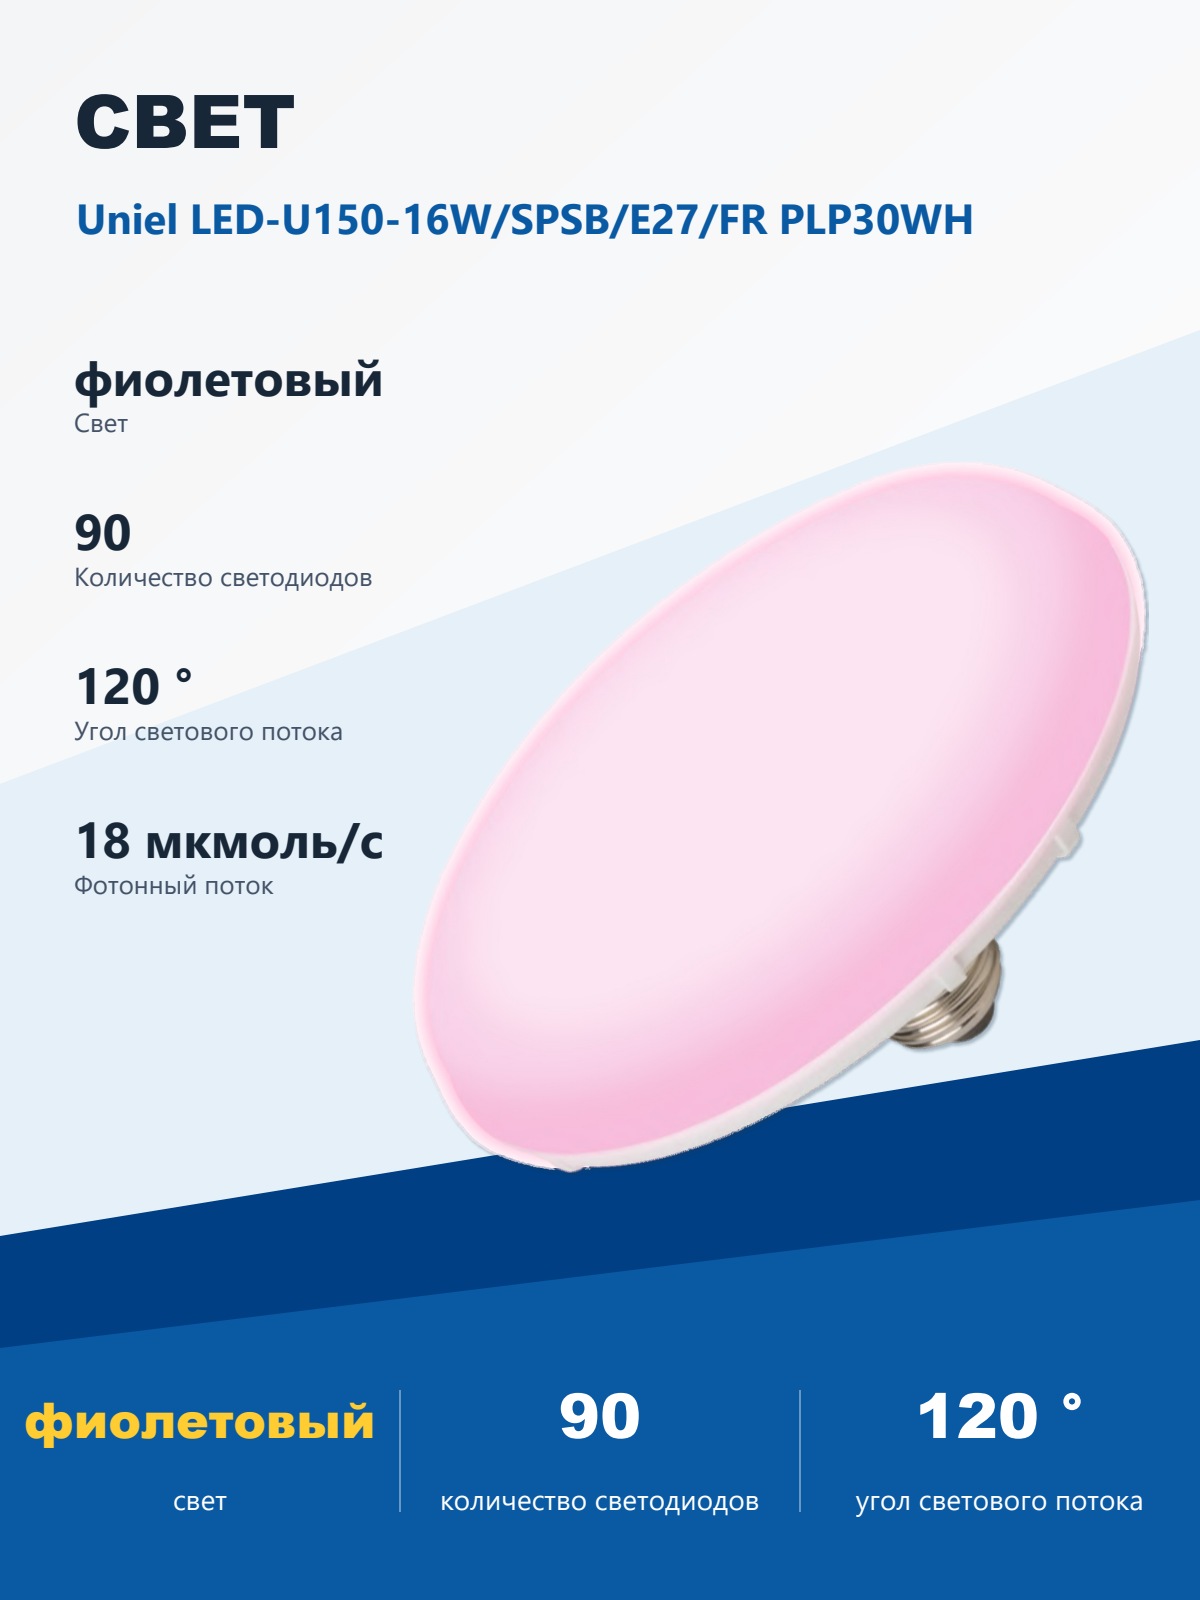 СВЕТ
Uniel LED-U150-16W/SPSB/E27/FR PLP30WH
фиолетовый
Свет
90
Количество светодиодов
120 °
Угол светового потока
18 мкмоль/с
Фотонный поток
фиолетовый
свет
90
количество светодиодов
120 °
угол светового потока